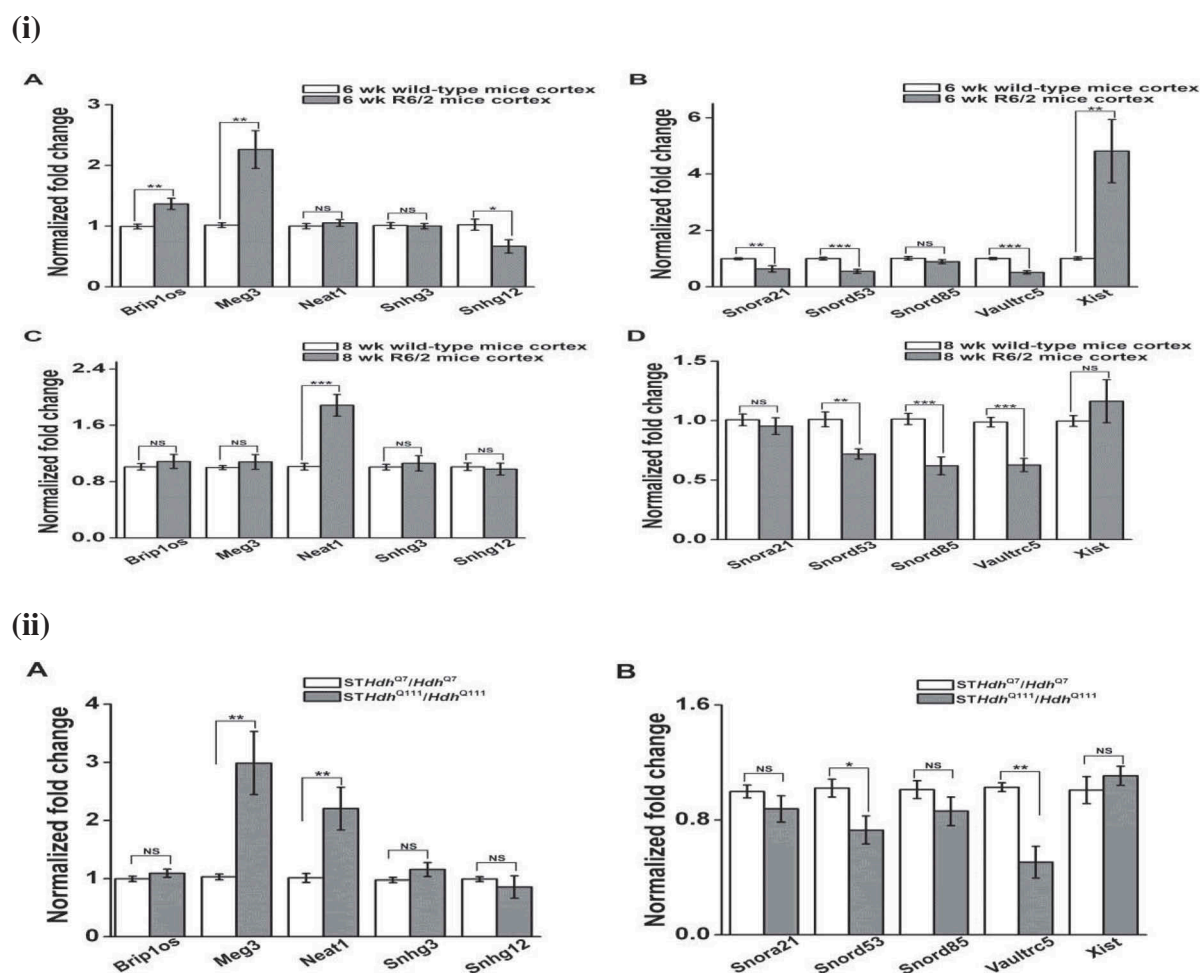 (i)
A
6 wk wild-type mice cortex
6 wk R6/2 mice cortex
Normalized fold change
3
2
1
0
**
**
NS
NS
*
Brip1os
Meg3
Neat1
Snhg3
Snhg12
B
6 wk wild-type mice cortex
6 wk R6/2 mice cortex
Normalized fold change
6
4
2
0
**
***
NS
***
**
Snora21
Snord53
Snord85
Vaultrc5
Xist
C
8 wk wild-type mice cortex
8 wk R6/2 mice cortex
Normalized fold change
2.4
1.6
0.8
0.0
NS
NS
***
NS
NS
Brip1os
Meg3
Neat1
Snhg3
Snhg12
D
8 wk wild-type mice cortex
8 wk R6/2 mice cortex
Normalized fold change
1.5
1.0
0.5
0.0
NS
**
***
***
NS
Snora21
Snord53
Snord85
Vaultrc5
Xist
(ii)
A
STHdhQ7/HdhQ7
STHdhQ111/HdhQ111
Normalized fold change
4
3
2
1
0
NS
**
**
NS
NS
Brip1os
Meg3
Neat1
Snhg3
Snhg12
B
STHdhQ7/HdhQ7
STHdhQ111/HdhQ111
Normalized fold change
1.6
0.8
0.0
NS
*
NS
**
NS
Snora21
Snord53
Snord85
Vaultrc5
Xist